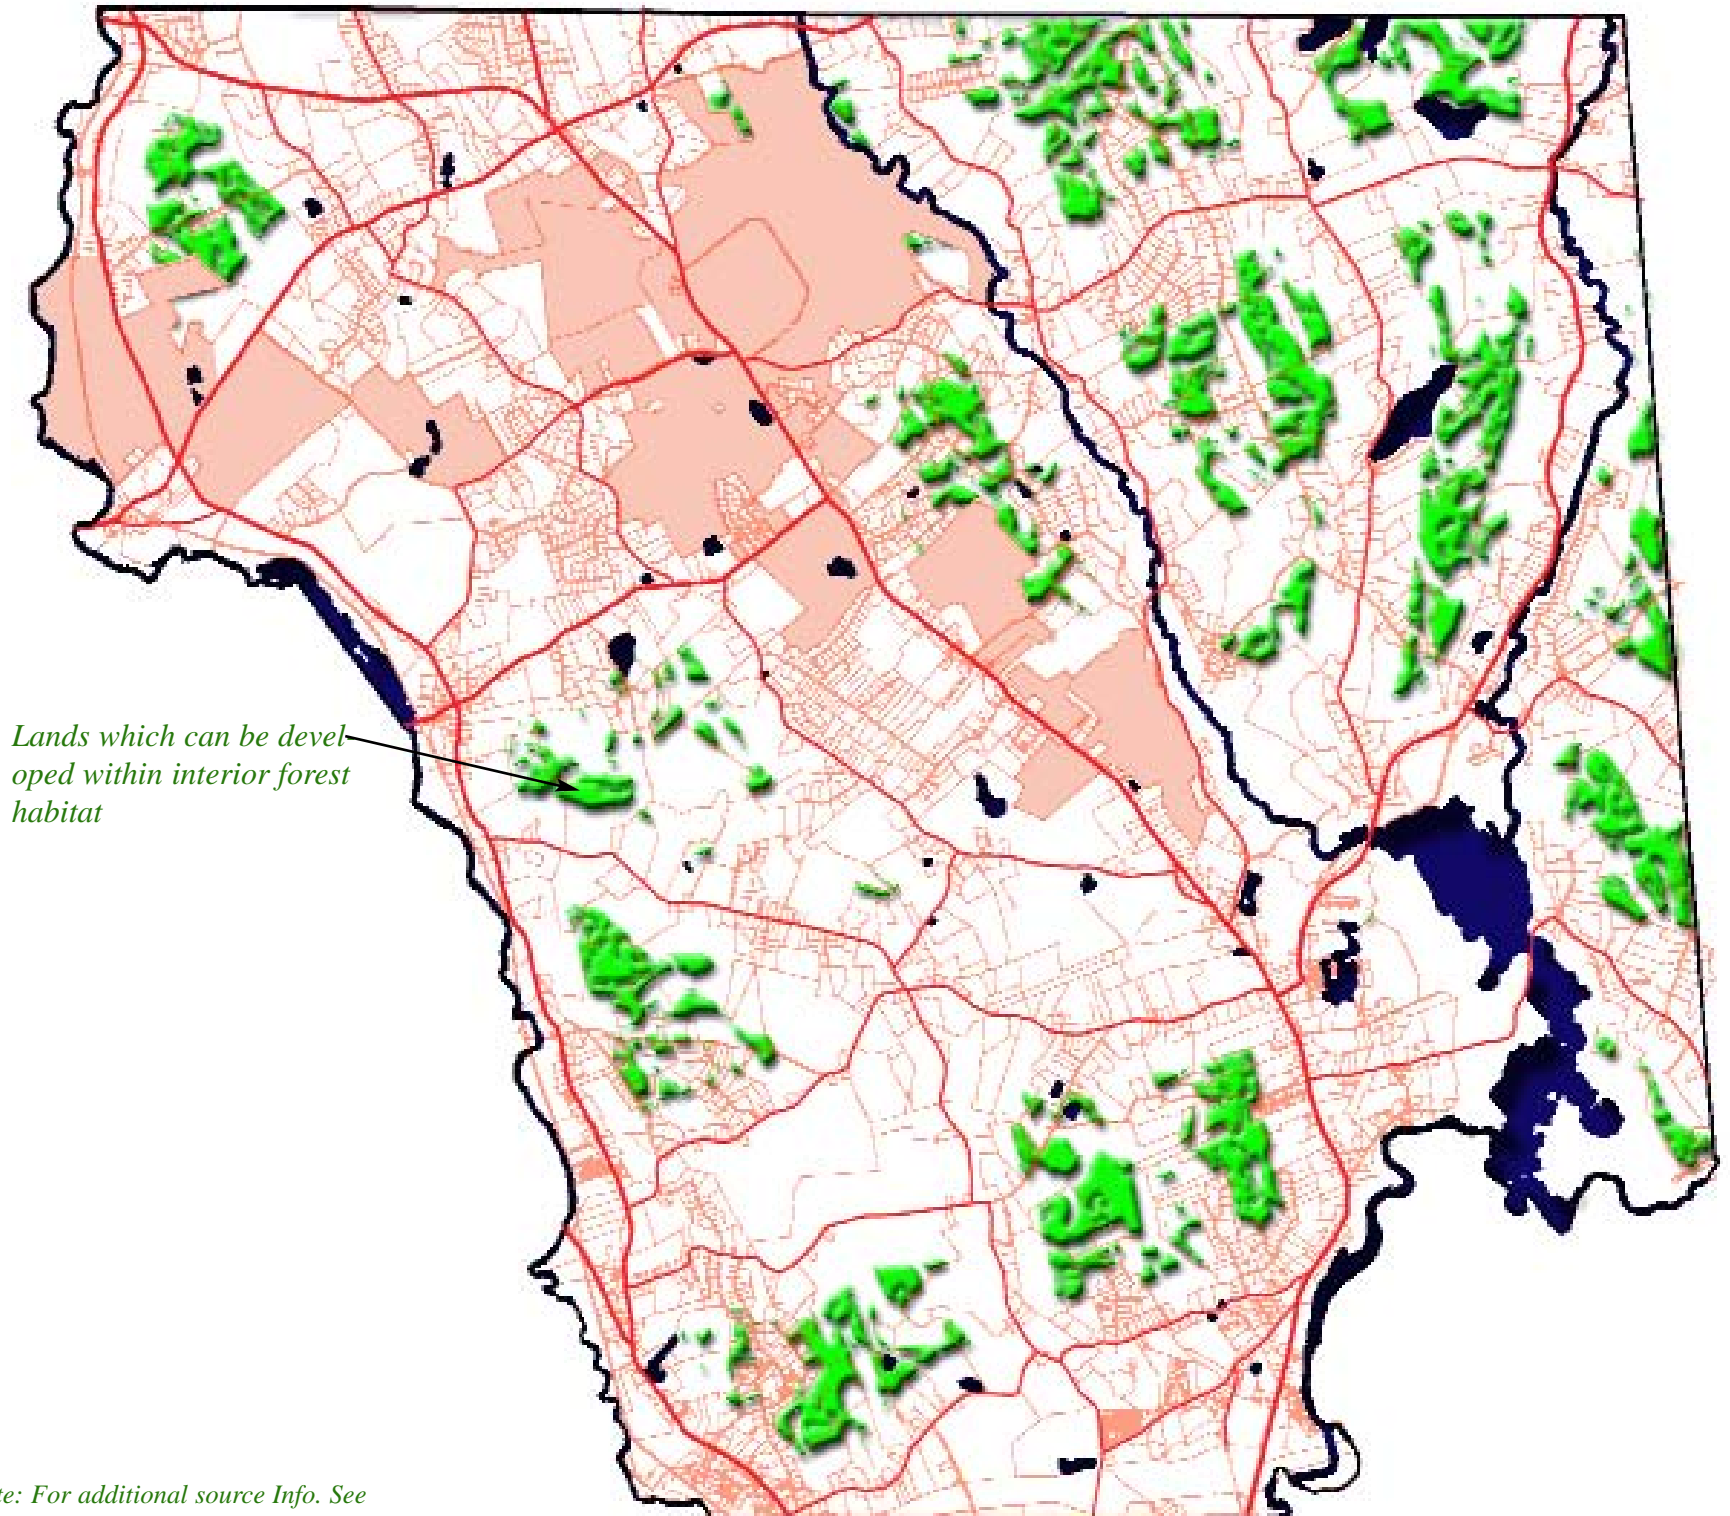 Lands which can be devel-
oped within interior forest
habitat
te: For additional source Info. See